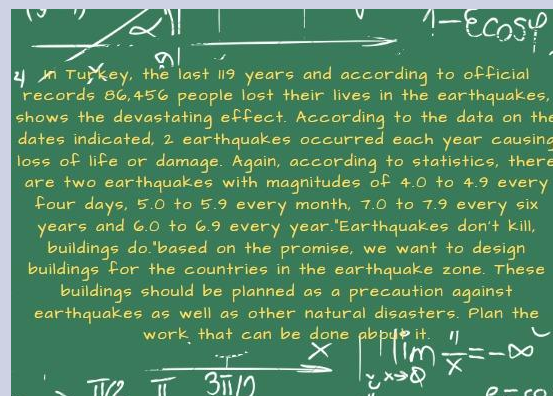 1-εcosφ
In Turkey, the last 119 years and according to official
records 86,456 people lost their lives in the earthquakes,
shows the devastating effect. According to the data on the
dates indicated, 2 earthquakes occurred each year causing
loss of life or damage. Again, according to statistics, there
are two earthquakes with magnitudes of 4.0 to 4.9 every
four days, 5.0 to 5.9 every month, 7.0 to 7.9 every six
years and 6.0 to 6.9 every year."Earthquakes don't kill,
buildings do."based on the promise, we want to design
buildings for the countries in the earthquake zone. These
buildings should be planned as a precaution against
earthquakes as well as other natural disasters. Plan the
work that can be done about it.
x
π/2 π 3π/2